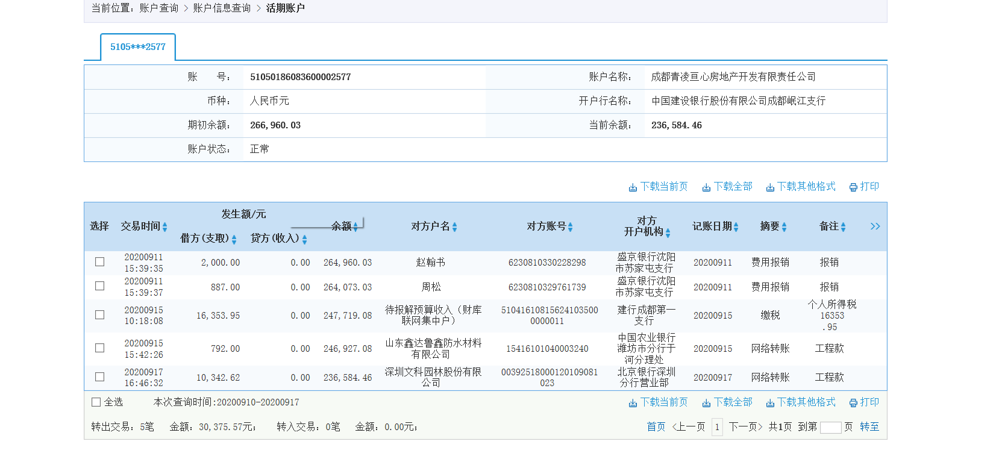 当前位置：账户查询 > 账户信息查询 > 活期账户
5105***2577
账　号： 51050186083600002577 账户名称： 成都青凌亘心房地产开发有限责任公司
币种： 人民币元 开户行名称： 中国建设银行股份有限公司成都岷江支行
期初余额： 266,960.03 当前余额： 236,584.46
账户状态： 正常
下载当前页 下载全部 下载其他格式 打印
选择 交易时间 发生额/元 借方(支取) 贷方(收入) 余额 对方户名 对方账号 对方开户机构 记账日期 摘要 备注 >>
20200911 15:39:35 2,000.00 0.00 264,960.03 赵翰书 6230810330228298 盛京银行沈阳市苏家屯支行 20200911 费用报销 报销
20200911 15:39:37 887.00 0.00 264,073.03 周松 6230810329761739 盛京银行沈阳市苏家屯支行 20200911 费用报销 报销
20200915 10:18:08 16,353.95 0.00 247,719.08 待报解预算收入（财库联网集中户） 510416108156241035000000011 建行成都第一支行 20200915 缴税 个人所得税16353.95
20200915 15:42:26 792.00 0.00 246,927.08 山东鑫达鲁鑫防水材料有限公司 15416101040003240 中国农业银行潍坊市分行于河分理处 20200915 网络转账 工程款
20200917 16:46:32 10,342.62 0.00 236,584.46 深圳文科园林股份有限公司 00392518000120109081023 北京银行深圳分行营业部 20200917 网络转账 工程款
全选 本次查询时间:20200910-20200917 下载当前页 下载全部 下载其他格式 打印
转出交易：5笔 金额：30,375.57元； 转入交易：0笔 金额：0.00元； 首页 <上一页 1 下一页> 共1页 到第 页 转至